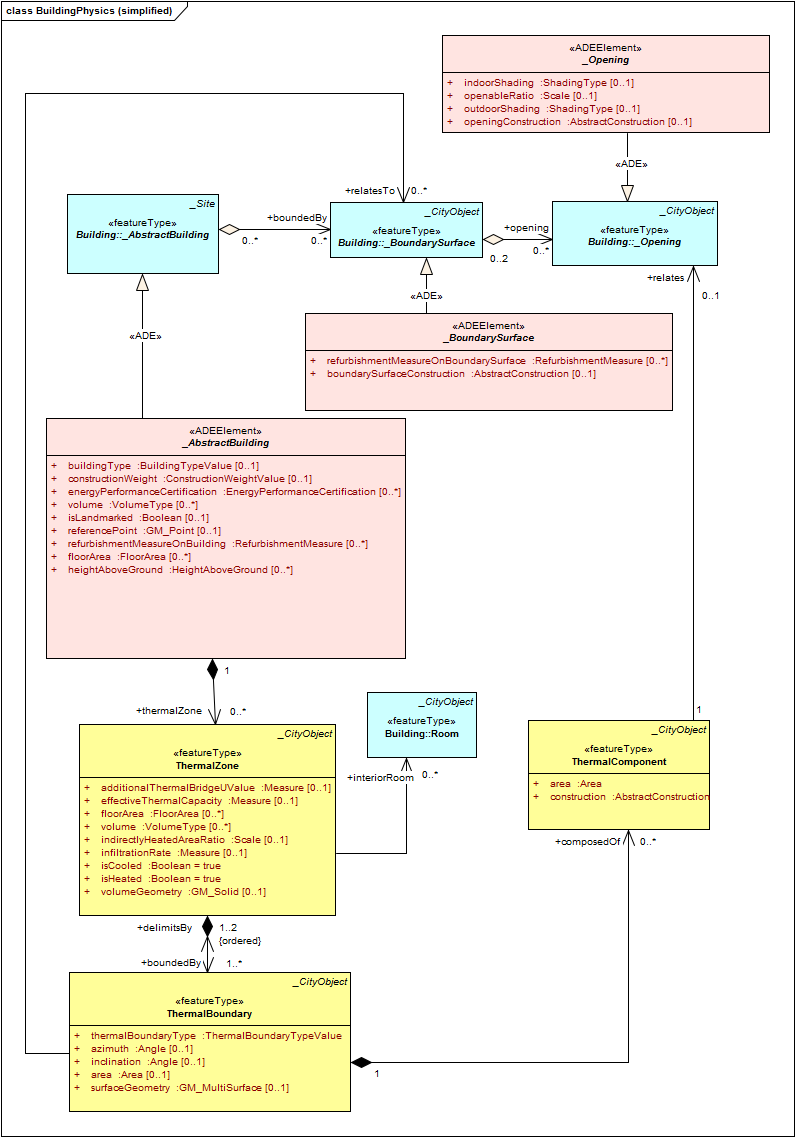 class BuildingPhysics (simplified)
«ADEElement»
_Opening
+ indoorShading :ShadingType [0..1]
+ openableRatio :Scale [0..1]
+ outdoorShading :ShadingType [0..1]
+ openingConstruction :AbstractConstruction [0..1]
«ADE»
+relatesTo
0..*
_Site
«featureType»
Building::_AbstractBuilding
+boundedBy
0..*
0..*
_CityObject
«featureType»
Building::_BoundarySurface
+opening
0..2
0..*
_CityObject
«featureType»
Building::_Opening
+relates
0..1
«ADE»
«ADEElement»
_BoundarySurface
+ refurbishmentMeasureOnBoundarySurface :RefurbishmentMeasure [0..*]
+ boundarySurfaceConstruction :AbstractConstruction [0..1]
«ADE»
«ADEElement»
_AbstractBuilding
+ buildingType :BuildingTypeValue [0..1]
+ constructionWeight :ConstructionWeightValue [0..1]
+ energyPerformanceCertification :EnergyPerformanceCertification [0..*]
+ volume :VolumeType [0..*]
+ isLandmarked :Boolean [0..1]
+ referencePoint :GM_Point [0..1]
+ refurbishmentMeasureOnBuilding :RefurbishmentMeasure [0..*]
+ floorArea :FloorArea [0..*]
+ heightAboveGround :HeightAboveGround [0..*]
1
+thermalZone
0..*
_CityObject
«featureType»
ThermalZone
+ additionalThermalBridgeUValue :Measure [0..1]
+ effectiveThermalCapacity :Measure [0..1]
+ floorArea :FloorArea [0..*]
+ volume :VolumeType [0..*]
+ indirectlyHeatedAreaRatio :Scale [0..1]
+ infiltrationRate :Measure [0..1]
+ isCooled :Boolean = true
+ isHeated :Boolean = true
+ volumeGeometry :GM_Solid [0..1]
_CityObject
«featureType»
Building::Room
+interiorRoom
0..*
1
_CityObject
«featureType»
ThermalComponent
+ area :Area
+ construction :AbstractConstruction
+composedOf
0..*
+delimitsBy
1..2
{ordered}
+boundedBy
1..*
_CityObject
«featureType»
ThermalBoundary
+ thermalBoundaryType :ThermalBoundaryTypeValue
+ azimuth :Angle [0..1]
+ inclination :Angle [0..1]
+ area :Area [0..1]
+ surfaceGeometry :GM_MultiSurface [0..1]
1